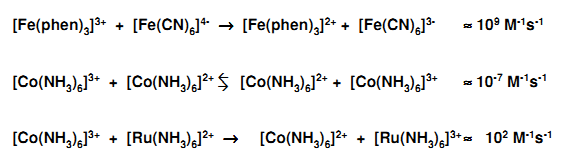 [Fe(phen)₃]³⁺ + [Fe(CN)₆]⁴⁻ → [Fe(phen)₃]²⁺ + [Fe(CN)₆]³⁻ ≈ 10⁹ M⁻¹s⁻¹
[Co(NH₃)₆]³⁺ + [Co(NH₃)₆]²⁺ ⇆ [Co(NH₃)₆]²⁺ + [Co(NH₃)₆]³⁺ ≈ 10⁻⁷ M⁻¹s⁻¹
[Co(NH₃)₆]³⁺ + [Ru(NH₃)₆]²⁺ → [Co(NH₃)₆]²⁺ + [Ru(NH₃)₆]³⁺≈ 10² M⁻¹s⁻¹